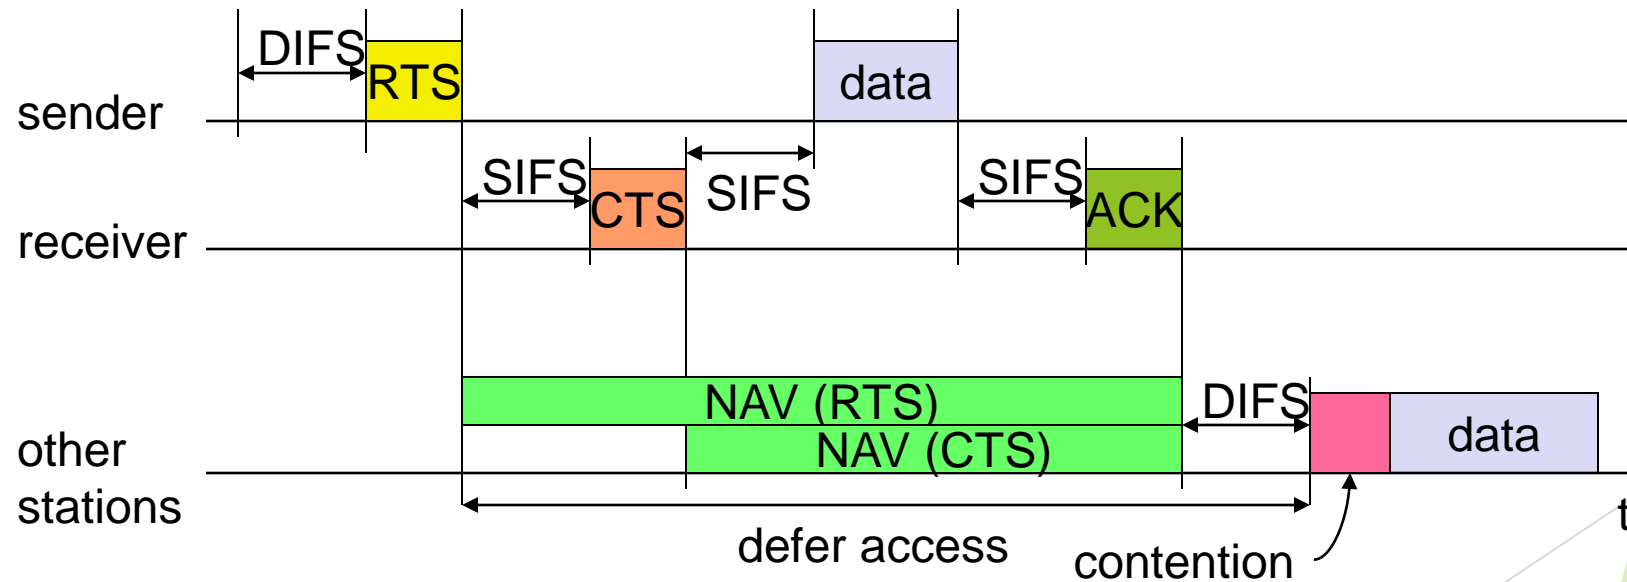 DIFS
RTS
data
sender
SIFS
CTS
SIFS
SIFS
ACK
receiver
NAV (RTS)
DIFS
NAV (CTS)
data
other
stations
t
defer access
contention